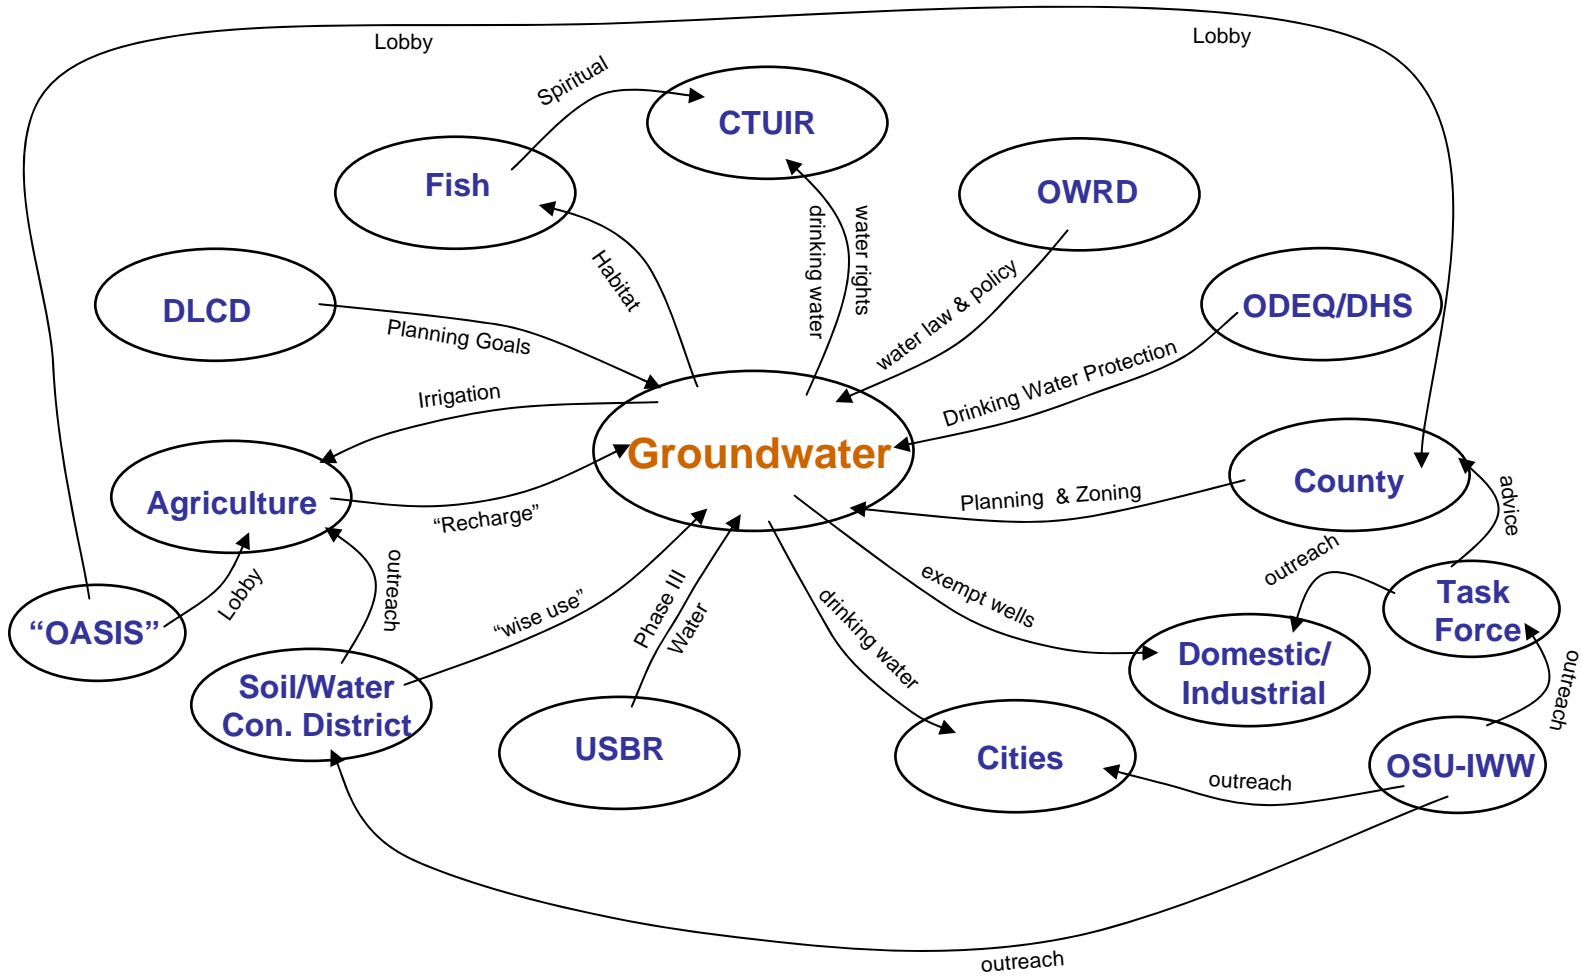 Lobby
Lobby
Spiritual
CTUIR
Fish
OWRD
drinking water
water rights
Habitat
DLCD
Planning Goals
water law & policy
ODEQ/DHS
Drinking Water Protection
Irrigation
Groundwater
Agriculture
“Recharge”
Planning  & Zoning
County
advice
outreach
“OASIS”
Lobby
outreach
“wise use”
Phase III
Water
drinking water
exempt wells
Task
Force
Domestic/
Industrial
outreach
Soil/Water
Con. District
USBR
Cities
outreach
OSU-IWW
outreach